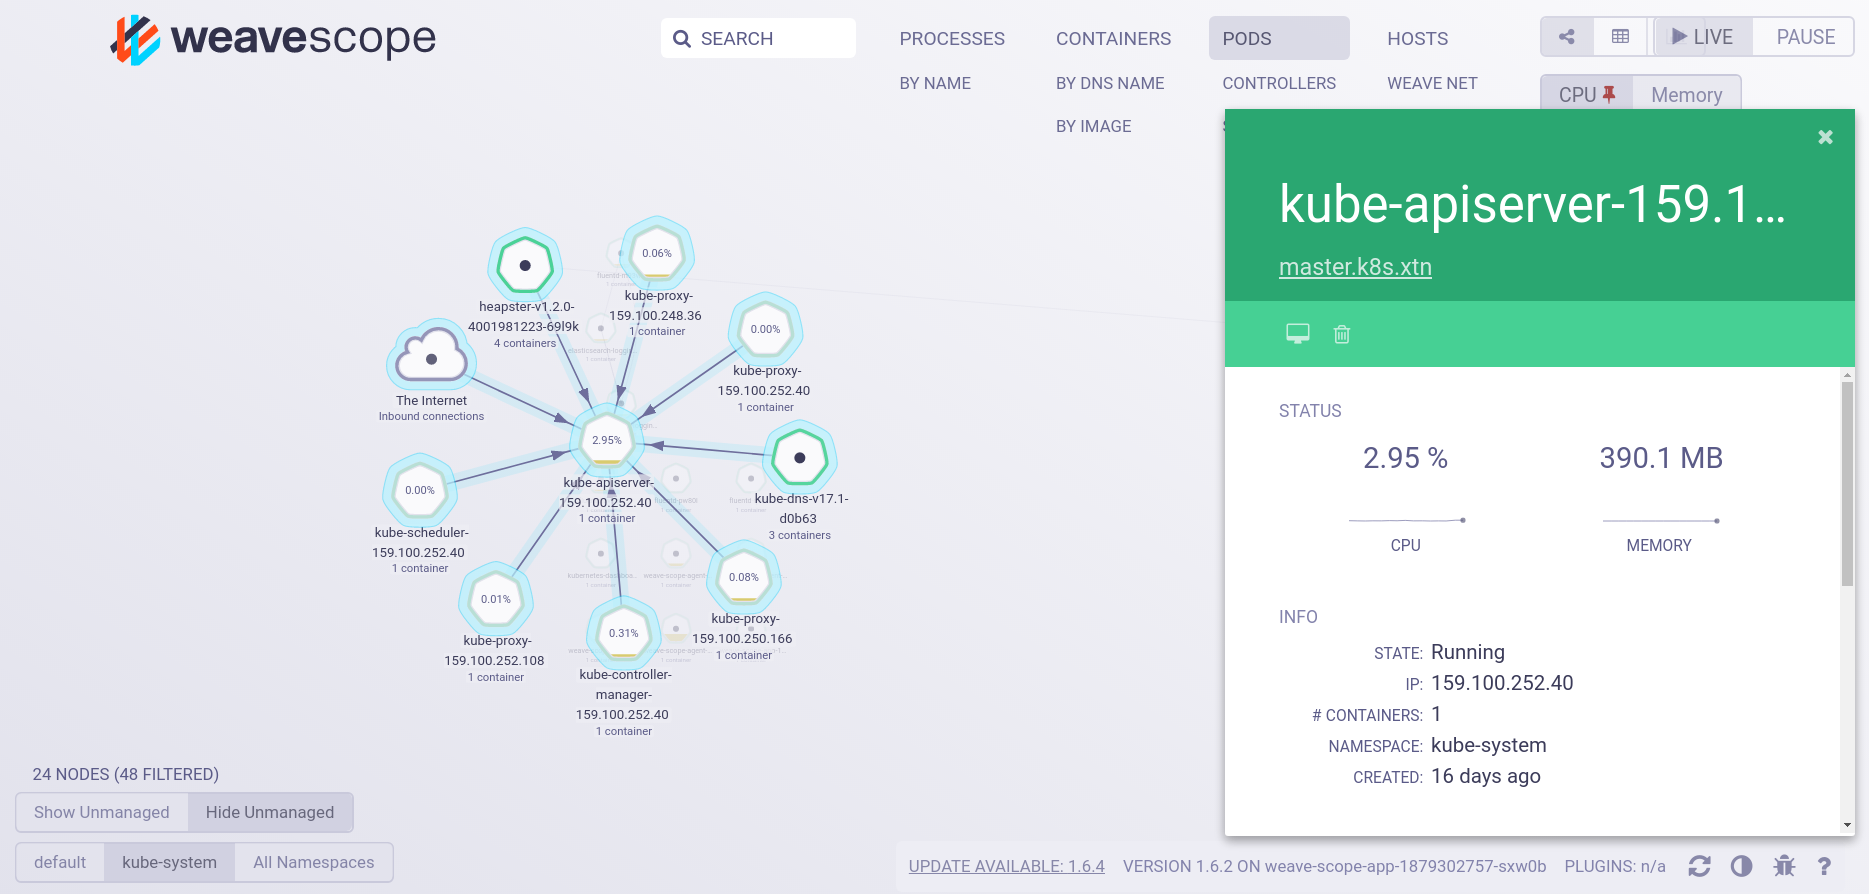 weavescope
SEARCH
PROCESSES
CONTAINERS
PODS
HOSTS
LIVE
PAUSE
BY NAME
BY DNS NAME
CONTROLLERS
WEAVE NET
CPU
Memory
BY IMAGE
kube-apiserver-159.1...
master.k8s.xtn
STATUS
2.95 %
390.1 MB
CPU
MEMORY
INFO
STATE: Running
IP: 159.100.252.40
# CONTAINERS: 1
NAMESPACE: kube-system
CREATED: 16 days ago
0.06%
kube-proxy-
159.100.248.36
1 container
heapster-v1.2.0-
4001981223-69l9k
4 containers
0.00%
kube-proxy-
159.100.252.40
1 container
The Internet
Inbound connections
2.95%
kube-apiserver-
159.100.252.40
1 container
kube-dns-v17.1-
d0b63
3 containers
0.00%
kube-scheduler-
159.100.252.40
1 container
0.08%
kube-proxy-
159.100.250.166
1 container
0.01%
kube-proxy-
159.100.252.108
1 container
0.31%
kube-controller-
manager-
159.100.252.40
1 container
24 NODES (48 FILTERED)
Show Unmanaged
Hide Unmanaged
default
kube-system
All Namespaces
UPDATE AVAILABLE: 1.6.4
VERSION 1.6.2 ON weave-scope-app-1879302757-sxw0b
PLUGINS: n/a